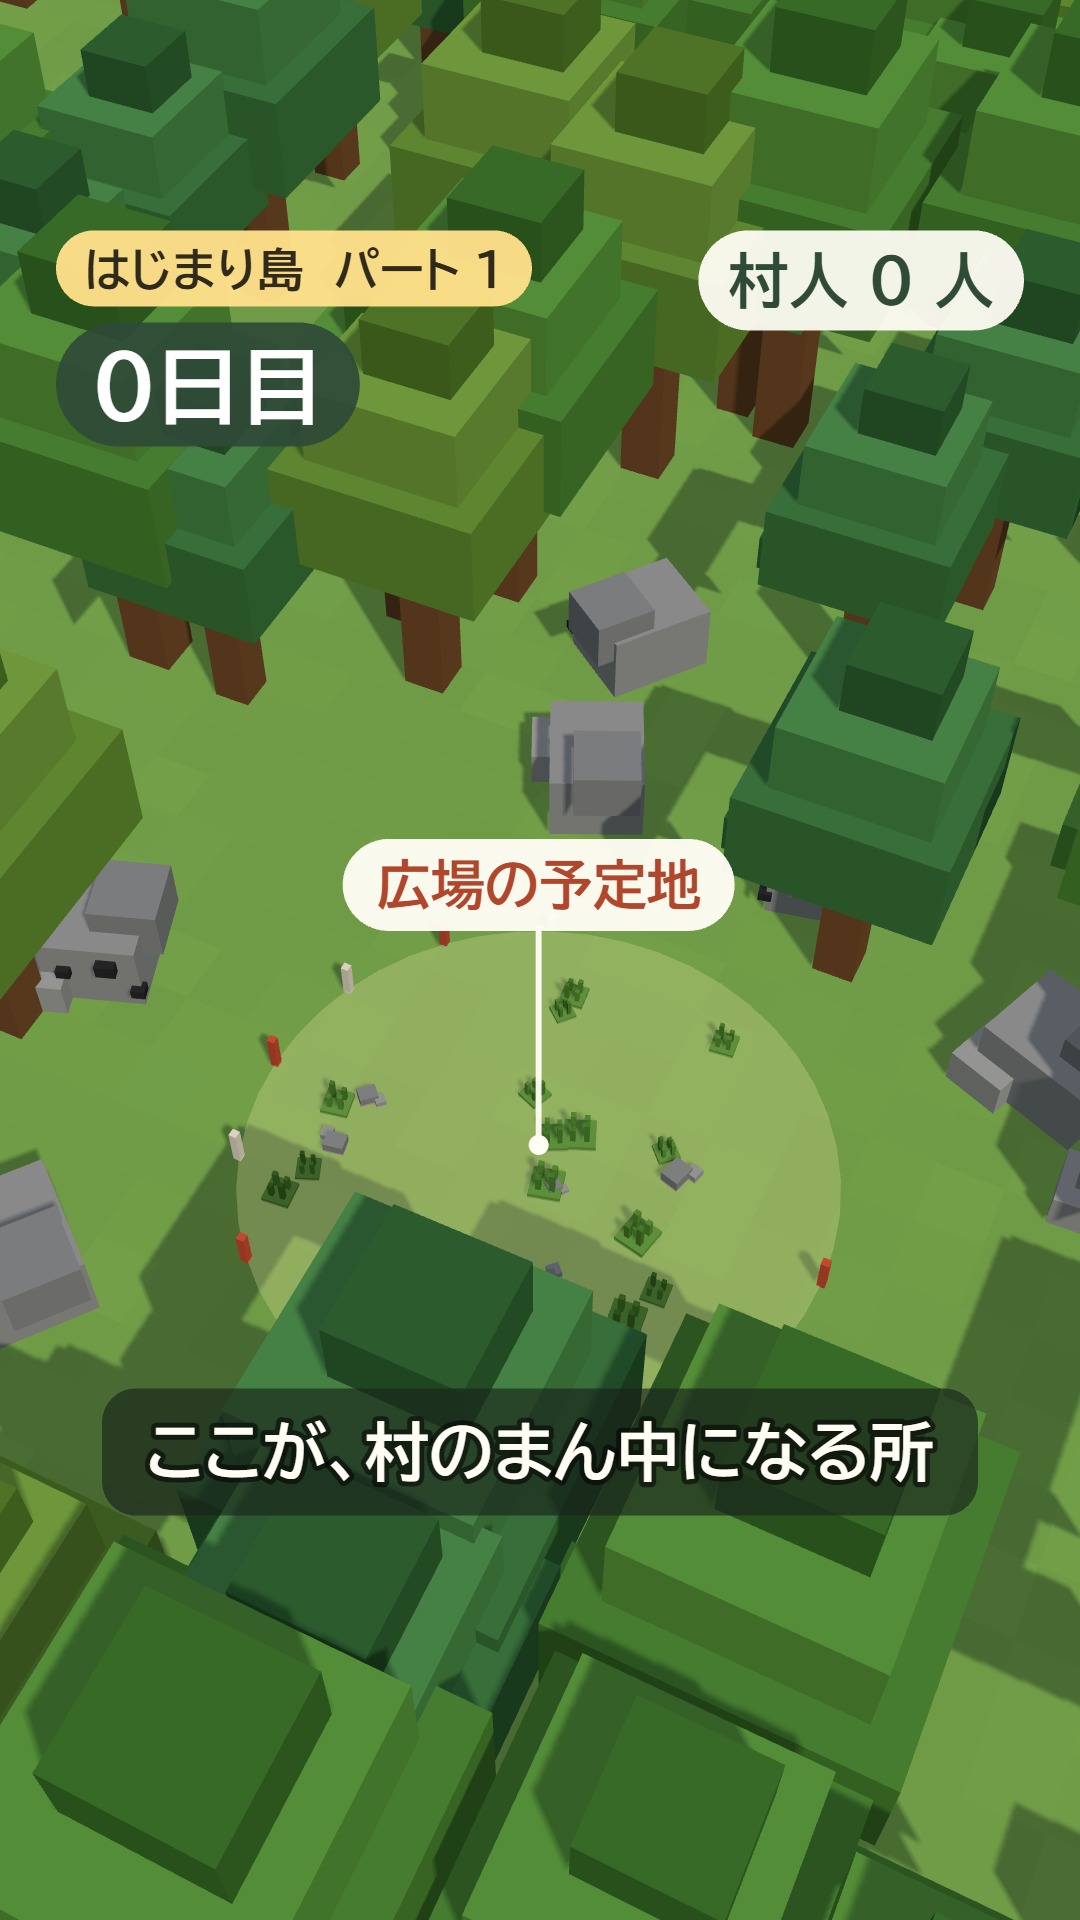 はじまり島 パート 1
村人 0 人
0日目
広場の予定地
ここが、村のまん中になる所